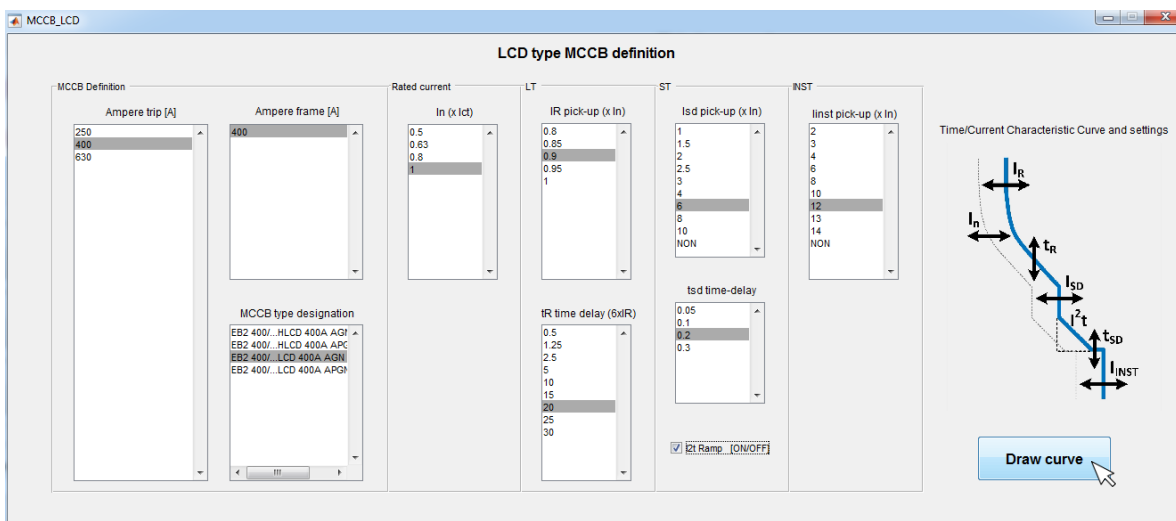 MCCB_LCD
LCD type MCCB definition
MCCB Definition
Ampere trip [A]
250
400
630
Ampere frame [A]
400
MCCB type designation
EB2 400/...HLCD 400A AGN
EB2 400/...HLCD 400A APG
EB2 400/...LCD 400A AGN
EB2 400/...LCD 400A APGN
Rated current
In (x Ict)
0.5
0.63
0.8
1
LT
IR pick-up (x In)
0.8
0.85
0.9
0.95
1
tR time delay (6xIR)
0.5
1.25
2.5
5
10
15
20
25
30
ST
Isd pick-up (x In)
1
1.5
2
2.5
3
4
6
8
10
NON
tsd time-delay
0.05
0.1
0.2
0.3
I2t Ramp [ON/OFF]
INST
Iinst pick-up (x In)
2
3
4
6
8
10
12
13
14
NON
Time/Current Characteristic Curve and settings
IR
In
tR
ISD
I²t
tSD
IINST
Draw curve